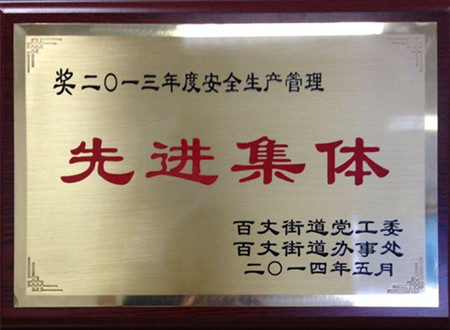 奖二〇一三年度安全生产管理
先进集体
百丈街道党工委
百丈街道办事处
二〇一四年五月